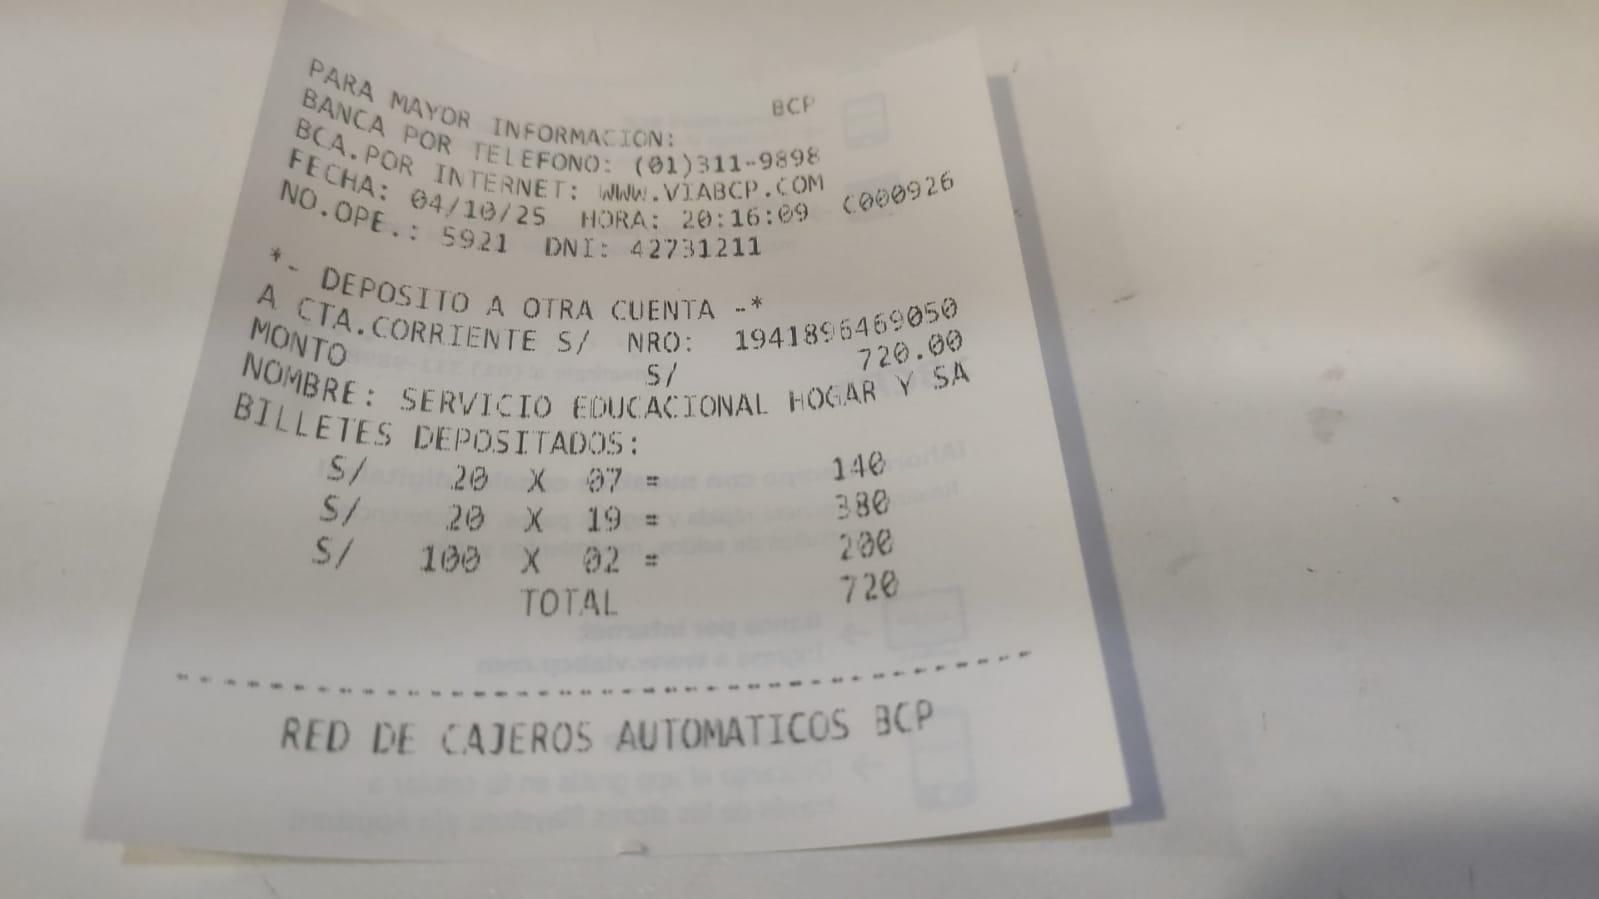 BCP
PARA MAYOR INFORMACION:
BANCA POR TELEFONO: (01)311-9898
BCA.POR INTERNET: WWW.VIABCP.COM
FECHA: 04/10/25 HORA: 20:16:09 C000926
NO.OPE.: 5921 DNI: 42731211
*- DEPOSITO A OTRA CUENTA -*
A CTA.CORRIENTE S/ NRO: 1941896469050
MONTO S/ 720.00
NOMBRE: SERVICIO EDUCACIONAL HOGAR Y SA
BILLETES DEPOSITADOS:
S/ 20 X 07 = 140
S/ 20 X 19 = 380
S/ 100 X 02 = 200
TOTAL 720
RED DE CAJEROS AUTOMATICOS BCP